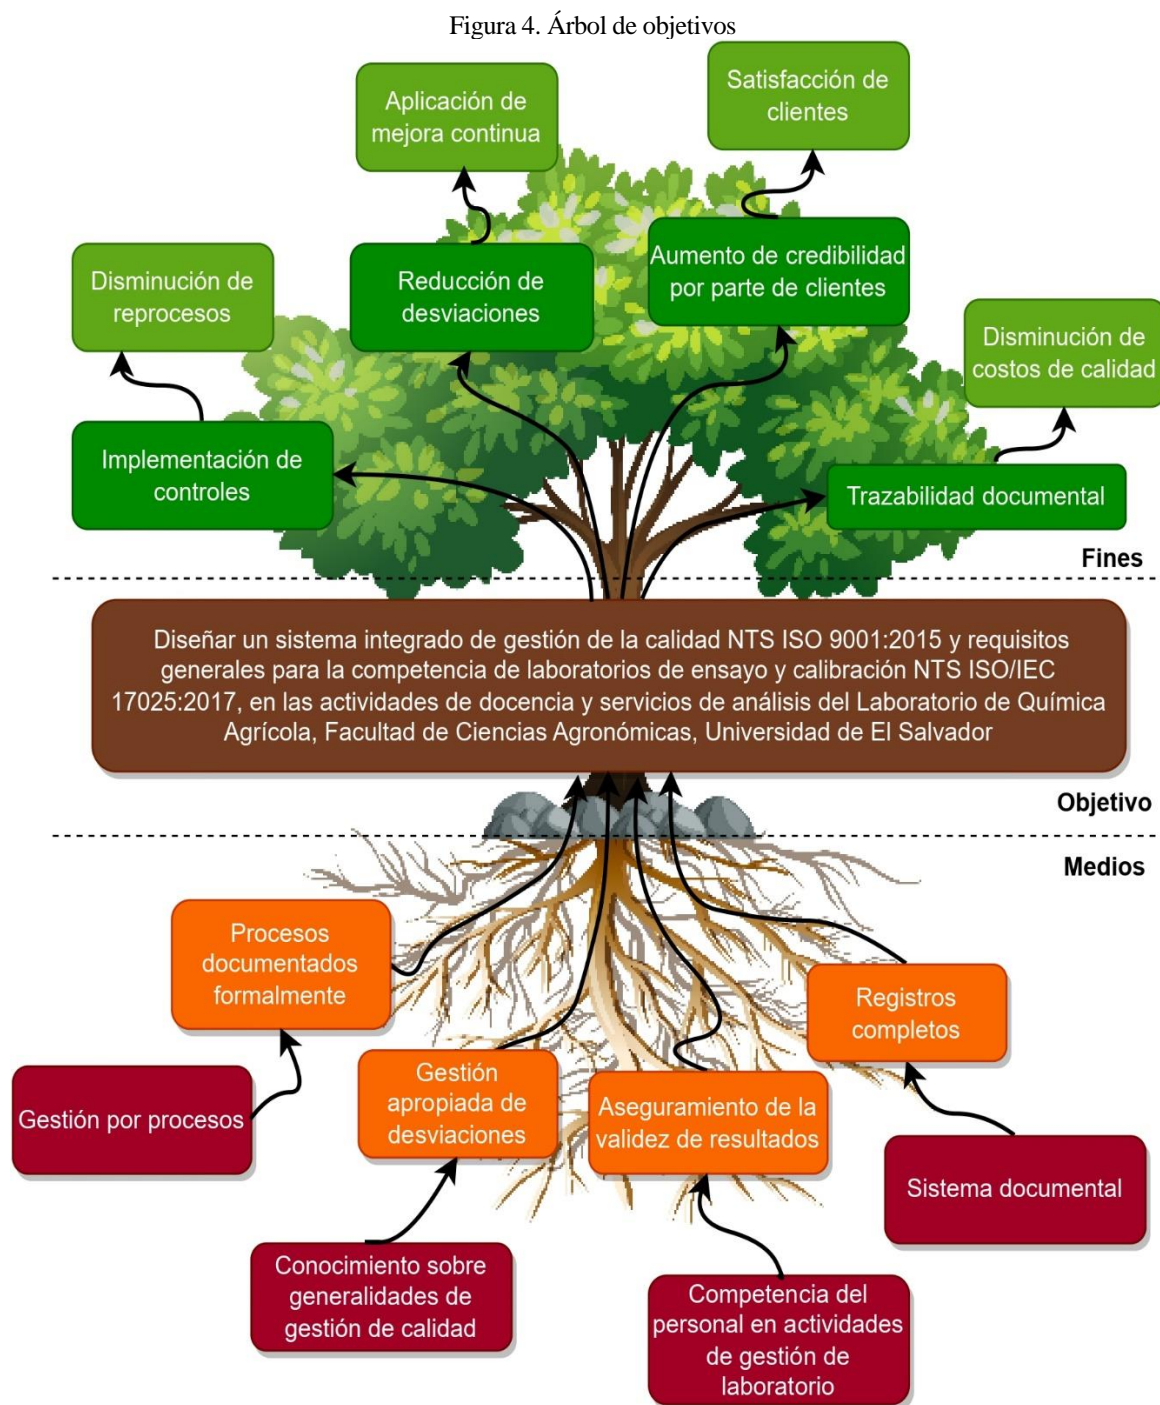 Figura 4. Árbol de objetivos
Aplicación de
mejora continua
Satisfacción de
clientes
Disminución de
reprocesos
Reducción de
desviaciones
Aumento de credibilidad
por parte de clientes
Disminución de
costos de calidad
Implementación de
controles
Trazabilidad documental
Fines
Diseñar un sistema integrado de gestión de la calidad NTS ISO 9001:2015 y requisitos
generales para la competencia de laboratorios de ensayo y calibración NTS ISO/IEC
17025:2017, en las actividades de docencia y servicios de análisis del Laboratorio de Química
Agrícola, Facultad de Ciencias Agronómicas, Universidad de El Salvador
Objetivo
Medios
Procesos
documentados
formalmente
Registros
completos
Gestión por procesos
Gestión
apropiada de
desviaciones
Aseguramiento de la
validez de resultados
Sistema documental
Conocimiento sobre
generalidades de
gestión de calidad
Competencia del
personal en actividades
de gestión de
laboratorio